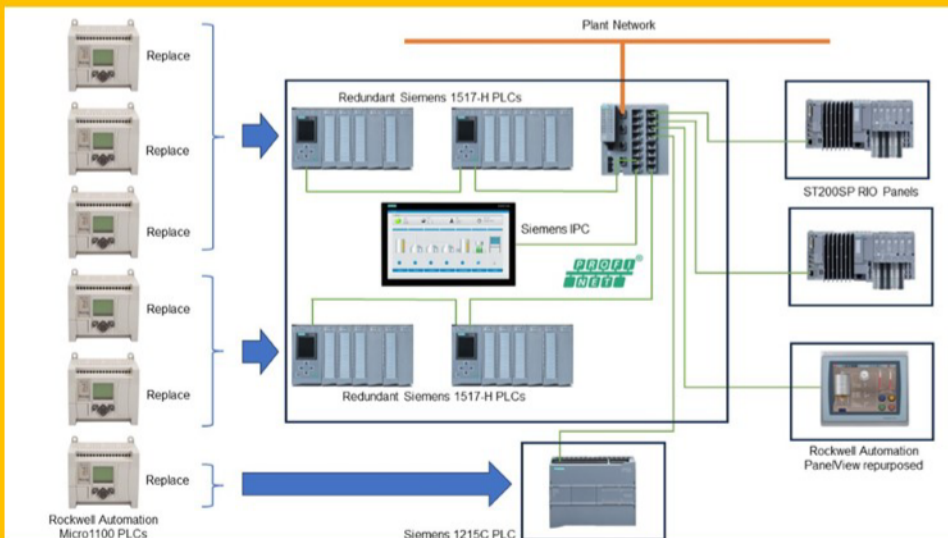 Plant Network
Replace
Redundant Siemens 1517-H PLCs
Replace
ST200SP RIO Panels
Replace
Siemens IPC
PROFI
NET
Replace
Replace
Redundant Siemens 1517-H PLCs
Replace
Rockwell Automation
PanelView repurposed
Rockwell Automation
Micro1100 PLCs
Siemens 1215C PLC